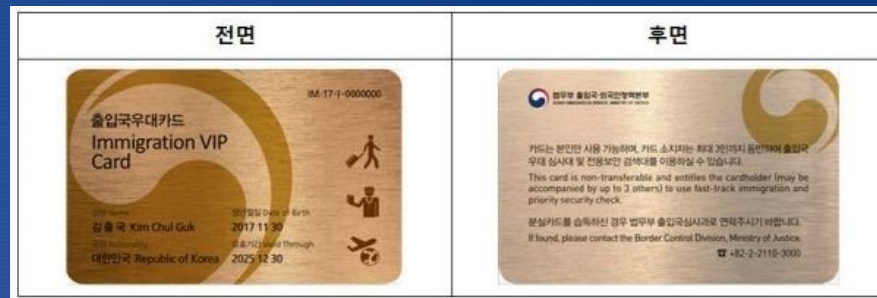 전면
후면
IM-17-J-0000000
출입국우대카드
Immigration VIP
Card
성명 Name
생년월일 Date of Birth
김출국 Kim Chul Guk
2017 11 30
국적 Nationality
유효기간 Valid Through
대한민국 Republic of Korea
2025 12 30
법무부 출입국·외국인정책본부
카드는 본인만 사용 가능하며, 카드 소지자는 최대 3인까지 동반하여 출입국
우대 심사대 및 전용보안 검색대를 이용하실 수 있습니다.
This card is non-transferable and entitles the cardholder (may be
accompanied by up to 3 others) to use fast-track immigration and
priority security check.
분실카드를 습득하신 경우 법무부 출입국심사과로 연락주시기 바랍니다.
If found, please contact the Border Control Division, Ministry of Justice.
☎ +82-2-2110-3000